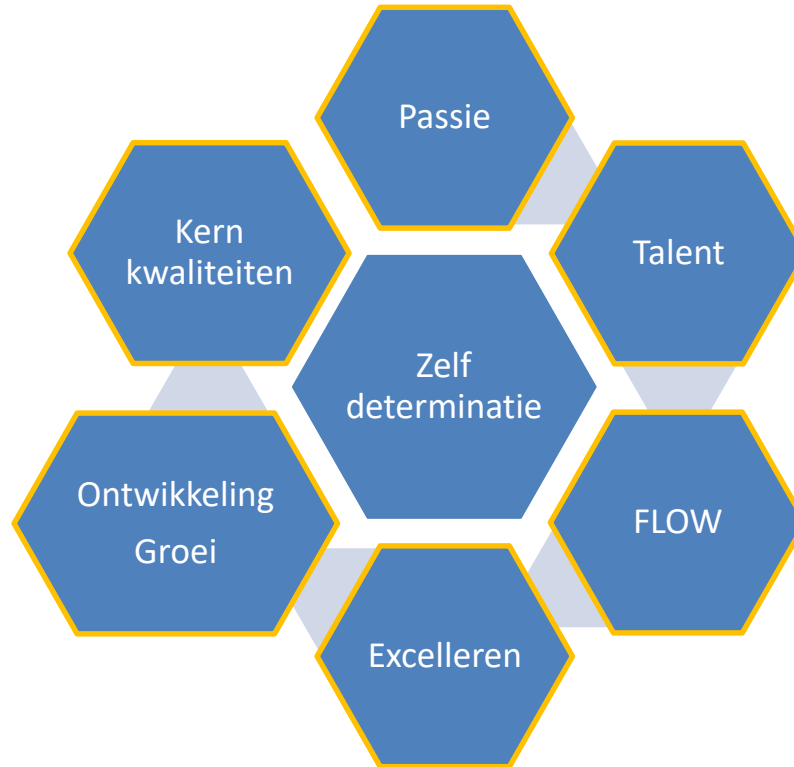 Passie
Talent
FLOW
Excelleren
Ontwikkeling
Groei
Kern
kwaliteiten
Zelf
determinatie